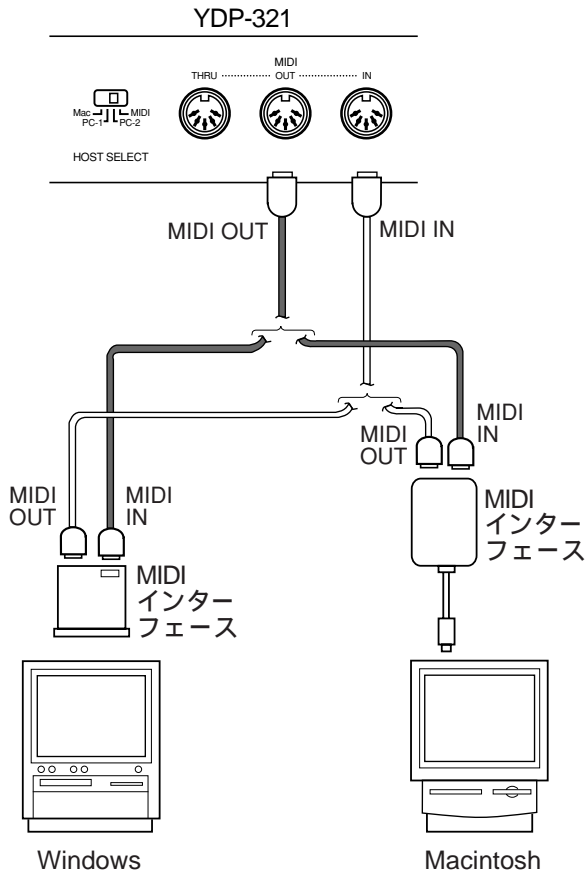 YDP-321
MIDI
THRU OUT IN
Mac MIDI
PC-1 PC-2
HOST SELECT
MIDI OUT
MIDI IN
MIDI
OUT
MIDI
IN
MIDI
OUT
MIDI
IN
MIDI
インター
フェース
MIDI
インター
フェース
Windows
Macintosh